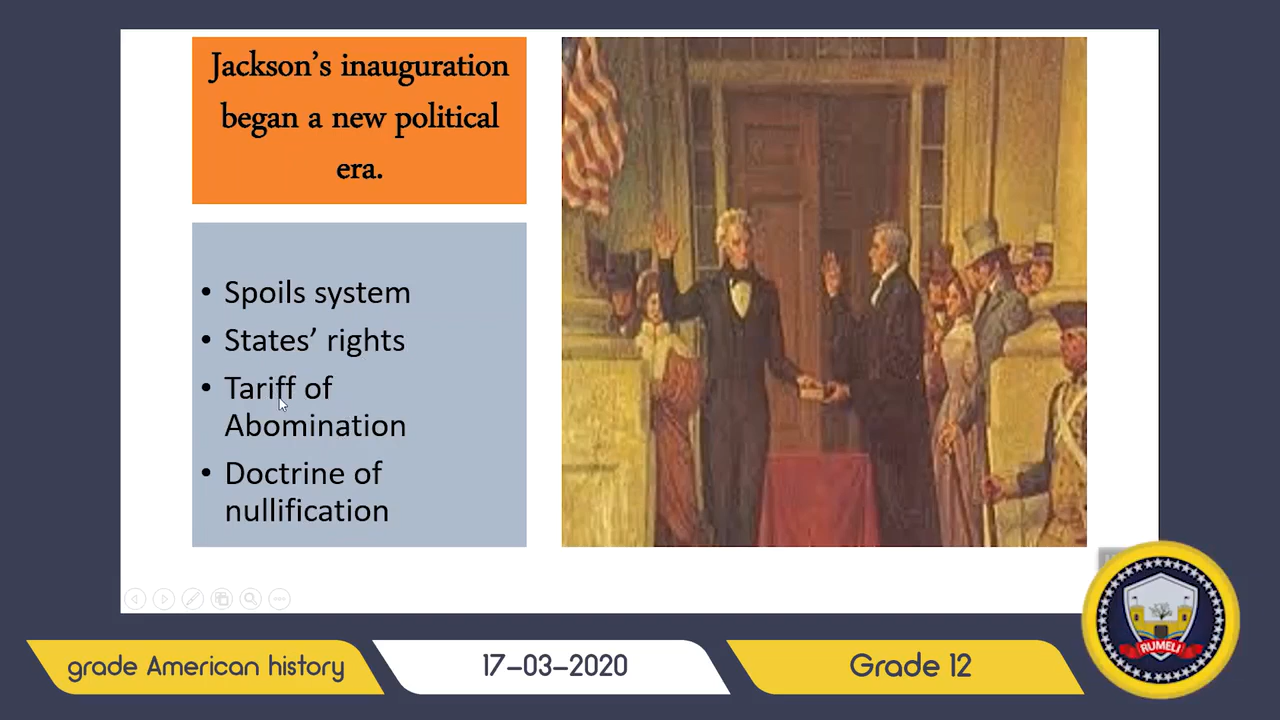 Jackson’s inauguration
began a new political
era.
• Spoils system
• States’ rights
• Tariff of
Abomination
• Doctrine of
nullification
RUMELI
grade American history
17-03-2020
Grade 12